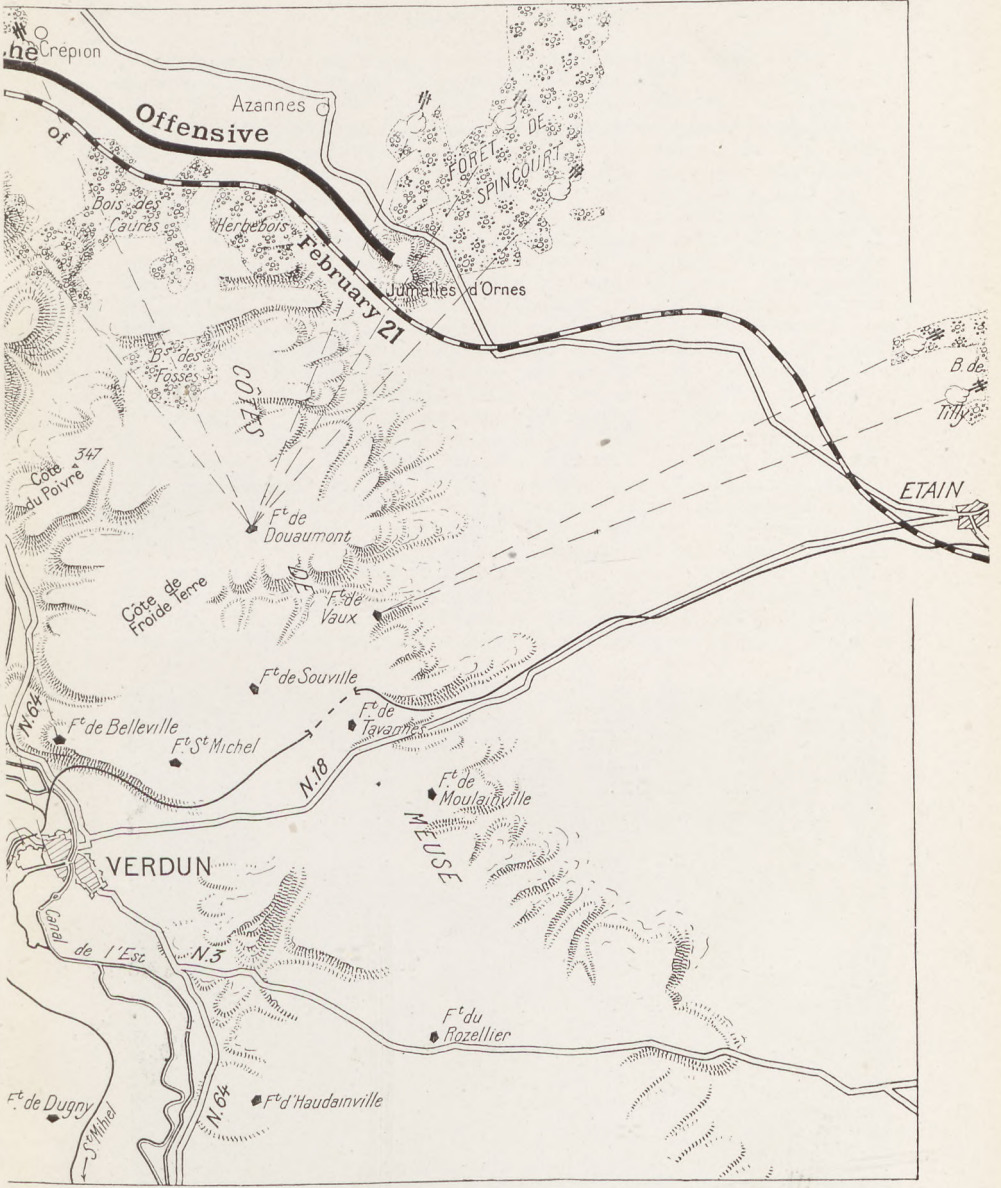 he
Crépion
Azannes
Offensive
of
February 21
FORÊT DE
SPINCOURT
Bois des
Caures
Herbebois
Jumelles d'Ornes
Bs des
Fosses
CÔTES
B. de
Tilly
347
Côte
du Poivre
ETAIN
Ft de
Douaumont
DE
Côte de
Froide Terre
Ft de
Vaux
Ft de Souville
N.64
Ft de Belleville
Ft St Michel
Ft de
Tavannes
N.18
Ft de
Moulainville
MEUSE
VERDUN
Canal
de l'Est
N.3
Ft du
Rozellier
Ft de Dugny
St Mihiel
N.64
Ft d'Haudainville